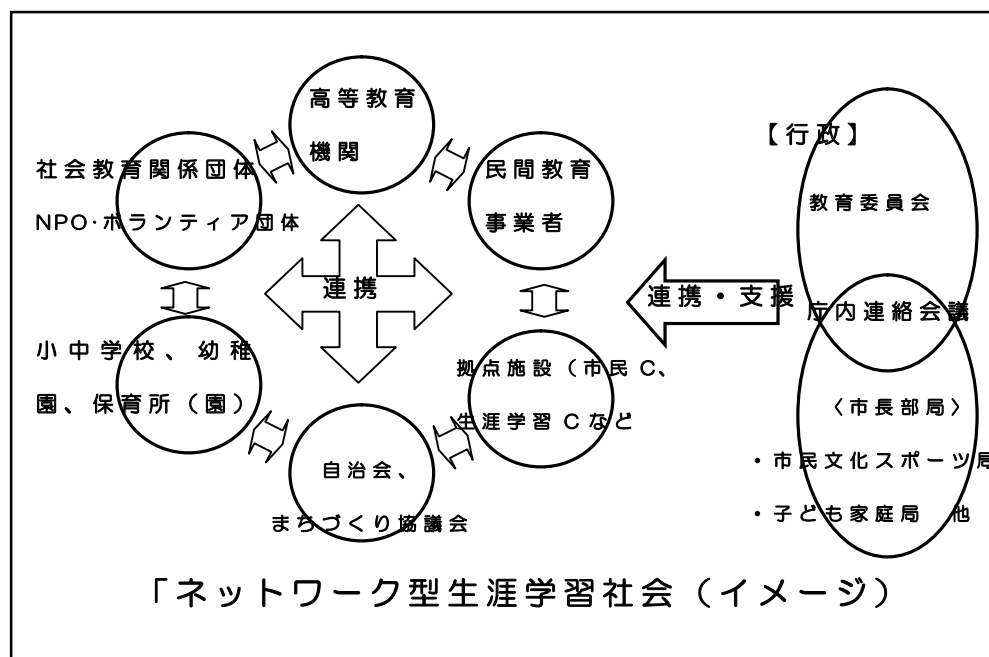 高等教育
機関
社会教育関係団体
NPO・ボランティア団体
民間教育
事業者
連携
小中学校、幼稚
園、保育所（園）
拠点施設（市民 C、
生涯学習 C など
自治会、
まちづくり協議会
連携・支援
【行政】
教育委員会
庁内連絡会議
〈市長部局〉
・市民文化スポーツ局
・子ども家庭局　他
「ネットワーク型生涯学習社会（イメージ）